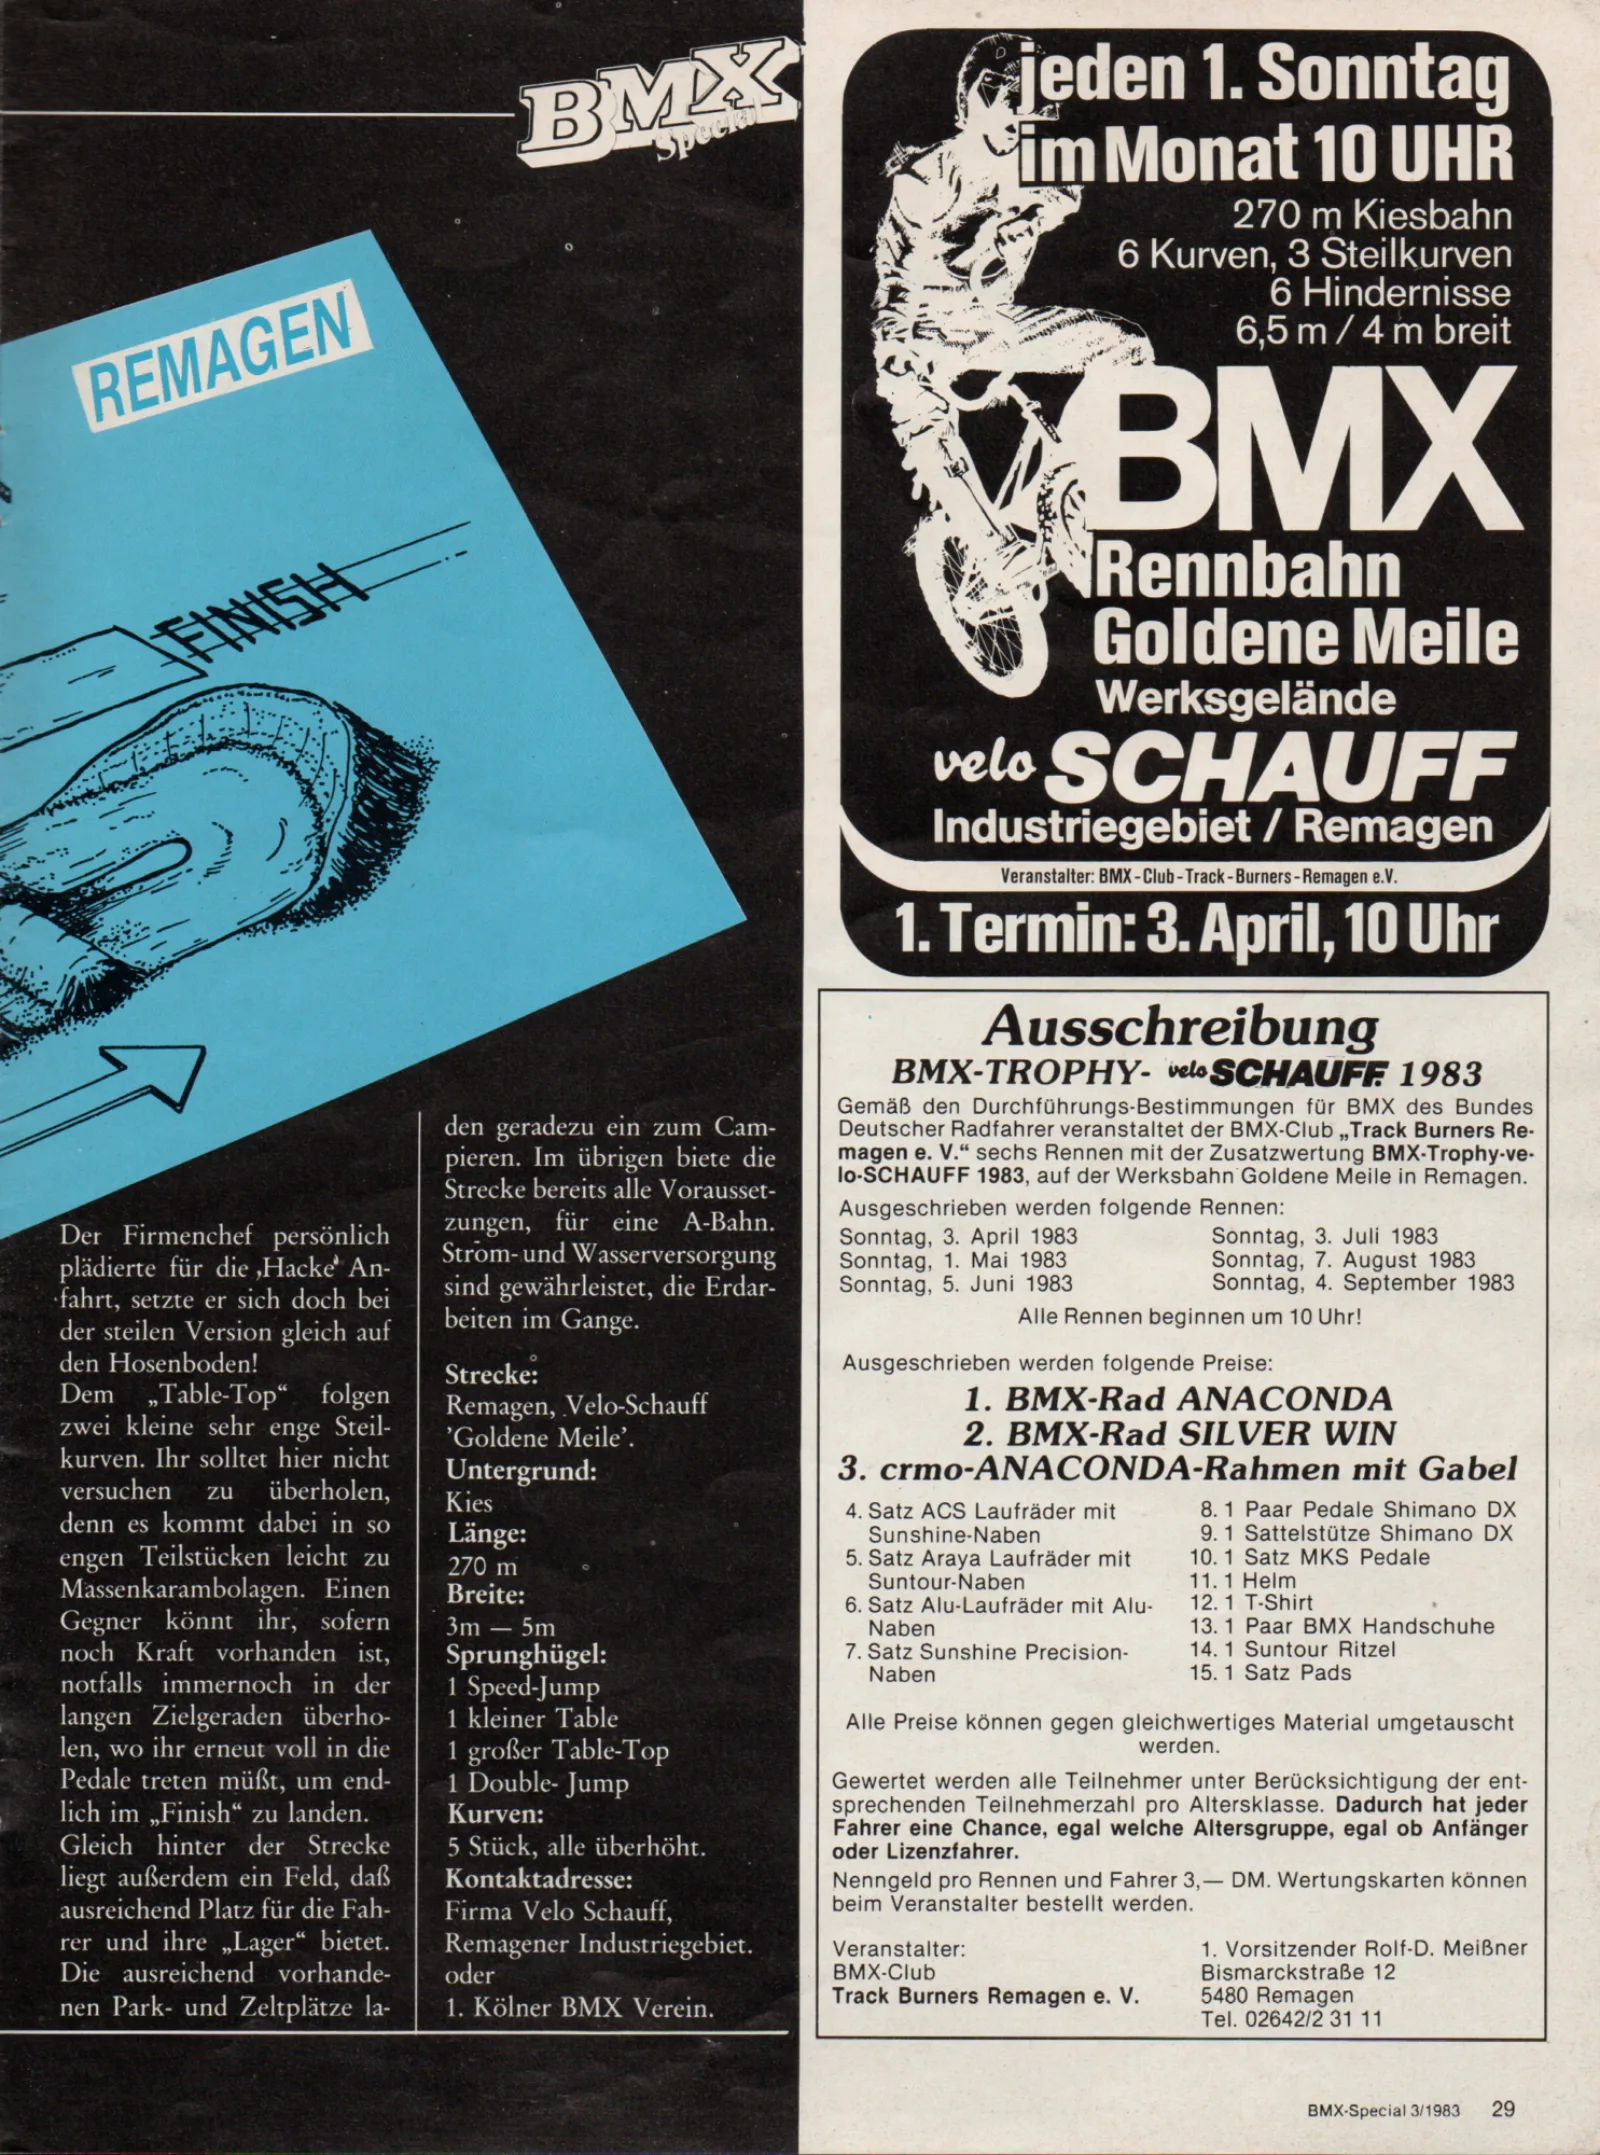 BMX
Special
REMAGEN
FINISH
Der Firmenchef persönlich
plädierte für die ‚Hacke‘ An-
fahrt, setzte er sich doch bei
der steilen Version gleich auf
den Hosenboden!
Dem „Table-Top“ folgen
zwei kleine sehr enge Steil-
kurven. Ihr solltet hier nicht
versuchen zu überholen,
denn es kommt dabei in so
engen Teilstücken leicht zu
Massenkarambolagen. Einen
Gegner könnt ihr, sofern
noch Kraft vorhanden ist,
notfalls immernoch in der
langen Zielgeraden überho-
len, wo ihr erneut voll in die
Pedale treten müßt, um end-
lich im „Finish“ zu landen.
Gleich hinter der Strecke
liegt außerdem ein Feld, daß
ausreichend Platz für die Fah-
rer und ihre „Lager“ bietet.
Die ausreichend vorhande-
nen Park- und Zeltplätze la-
den geradezu ein zum Cam-
pieren. Im übrigen biete die
Strecke bereits alle Vorausset-
zungen, für eine A-Bahn.
Strom- und Wasserversorgung
sind gewährleistet, die Erdar-
beiten im Gange.
Strecke:
Remagen, Velo-Schauff
'Goldene Meile'.
Untergrund:
Kies
Länge:
270 m
Breite:
3m — 5m
Sprunghügel:
1 Speed-Jump
1 kleiner Table
1 großer Table-Top
1 Double- Jump
Kurven:
5 Stück, alle überhöht.
Kontaktadresse:
Firma Velo Schauff,
Remagener Industriegebiet.
oder
1. Kölner BMX Verein.
jeden 1. Sonntag
im Monat 10 UHR
270 m Kiesbahn
6 Kurven, 3 Steilkurven
6 Hindernisse
6,5 m / 4 m breit
BMX
Rennbahn
Goldene Meile
Werksgelände
velo SCHAUFF
Industriegebiet / Remagen
Veranstalter: BMX-Club-Track-Burners-Remagen e.V.
1. Termin: 3. April, 10 Uhr
Ausschreibung
BMX-TROPHY- velo SCHAUFF 1983
Gemäß den Durchführungs-Bestimmungen für BMX des Bundes
Deutscher Radfahrer veranstaltet der BMX-Club „Track Burners Re-
magen e. V.“ sechs Rennen mit der Zusatzwertung BMX-Trophy-ve-
lo-SCHAUFF 1983, auf der Werksbahn Goldene Meile in Remagen.
Ausgeschrieben werden folgende Rennen:
Sonntag, 3. April 1983
Sonntag, 1. Mai 1983
Sonntag, 5. Juni 1983
Sonntag, 3. Juli 1983
Sonntag, 7. August 1983
Sonntag, 4. September 1983
Alle Rennen beginnen um 10 Uhr!
Ausgeschrieben werden folgende Preise:
1. BMX-Rad ANACONDA
2. BMX-Rad SILVER WIN
3. crmo-ANACONDA-Rahmen mit Gabel
4. Satz ACS Laufräder mit
Sunshine-Naben
5. Satz Araya Laufräder mit
Suntour-Naben
6. Satz Alu-Laufräder mit Alu-
Naben
7. Satz Sunshine Precision-
Naben
8. 1 Paar Pedale Shimano DX
9. 1 Sattelstütze Shimano DX
10. 1 Satz MKS Pedale
11. 1 Helm
12. 1 T-Shirt
13. 1 Paar BMX Handschuhe
14. 1 Suntour Ritzel
15. 1 Satz Pads
Alle Preise können gegen gleichwertiges Material umgetauscht
werden.
Gewertet werden alle Teilnehmer unter Berücksichtigung der ent-
sprechenden Teilnehmerzahl pro Altersklasse. Dadurch hat jeder
Fahrer eine Chance, egal welche Altersgruppe, egal ob Anfänger
oder Lizenzfahrer.
Nenngeld pro Rennen und Fahrer 3,— DM. Wertungskarten können
beim Veranstalter bestellt werden.
Veranstalter:
BMX-Club
Track Burners Remagen e. V.
1. Vorsitzender Rolf-D. Meißner
Bismarckstraße 12
5480 Remagen
Tel. 02642/2 31 11
BMX-Special 3/1983 29